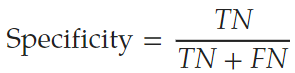 Specificity = TN / (TN + FN)